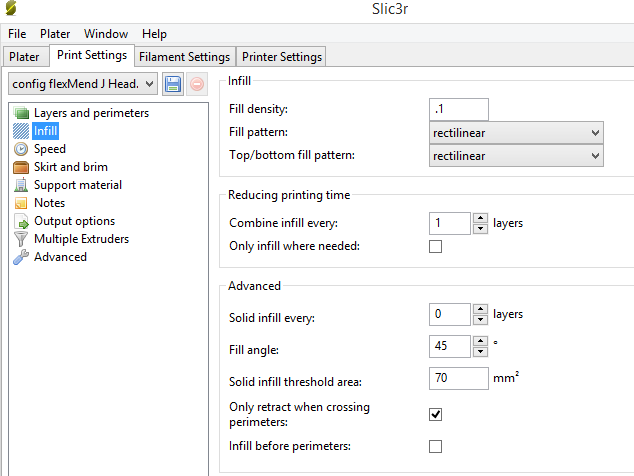 Slic3r
File Plater Window Help
Plater Print Settings Filament Settings Printer Settings
config flexMend J Head.
Layers and perimeters
Infill
Speed
Skirt and brim
Support material
Notes
Output options
Multiple Extruders
Advanced
Infill
Fill density: .1
Fill pattern: rectilinear
Top/bottom fill pattern: rectilinear
Reducing printing time
Combine infill every: 1 layers
Only infill where needed:
Advanced
Solid infill every: 0 layers
Fill angle: 45 °
Solid infill threshold area: 70 mm²
Only retract when crossing
perimeters:
Infill before perimeters: